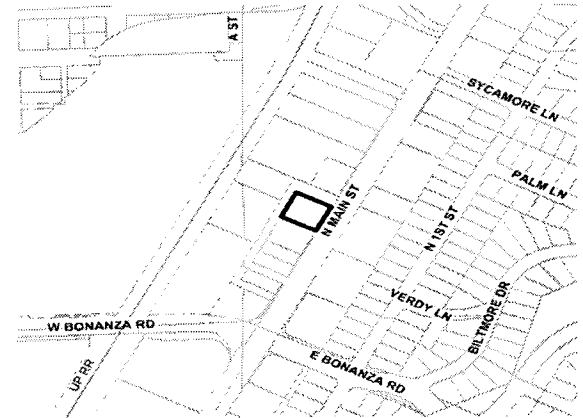 A ST
SYCAMORE LN
PALM LN
N MAIN ST
N 1ST ST
VERDY LN
BILTMORE DR
W BONANZA RD
E BONANZA RD
UP RR